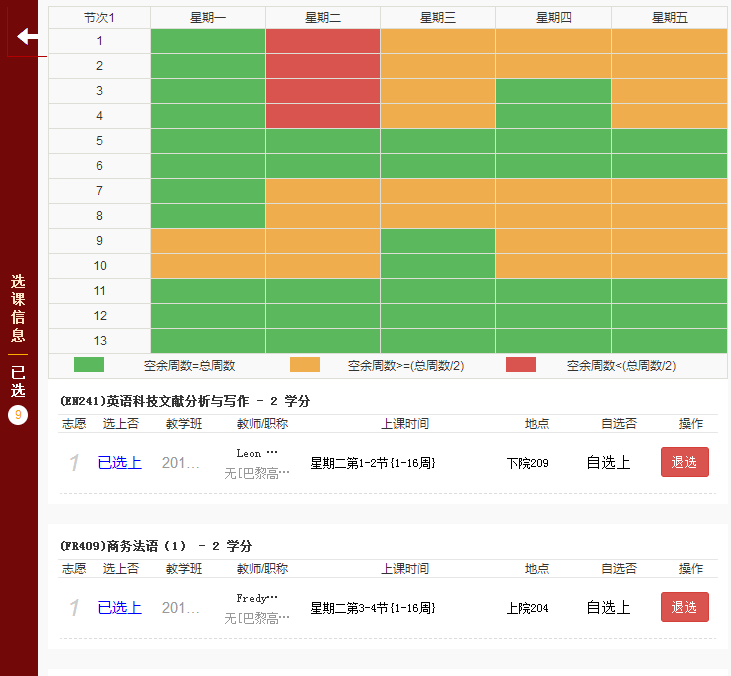 节次1 星期一 星期二 星期三 星期四 星期五
1
2
3
4
5
6
7
8
9
10
11
12
13
空余周数=总周数 空余周数>=(总周数/2) 空余周数<(总周数/2)
选课信息
已选
9
(EN241)英语科技文献分析与写作 - 2 学分
志愿 选上否 教学班 教师/职称 上课时间 地点 自选否 操作
1 已选上 201... Leon ... 星期二第1-2节{1-16周} 下院209 自选上 退选
无[巴黎高...
(FR409)商务法语（1） - 2 学分
志愿 选上否 教学班 教师/职称 上课时间 地点 自选否 操作
1 已选上 201... Fredy... 星期二第3-4节{1-16周} 上院204 自选上 退选
无[巴黎高...